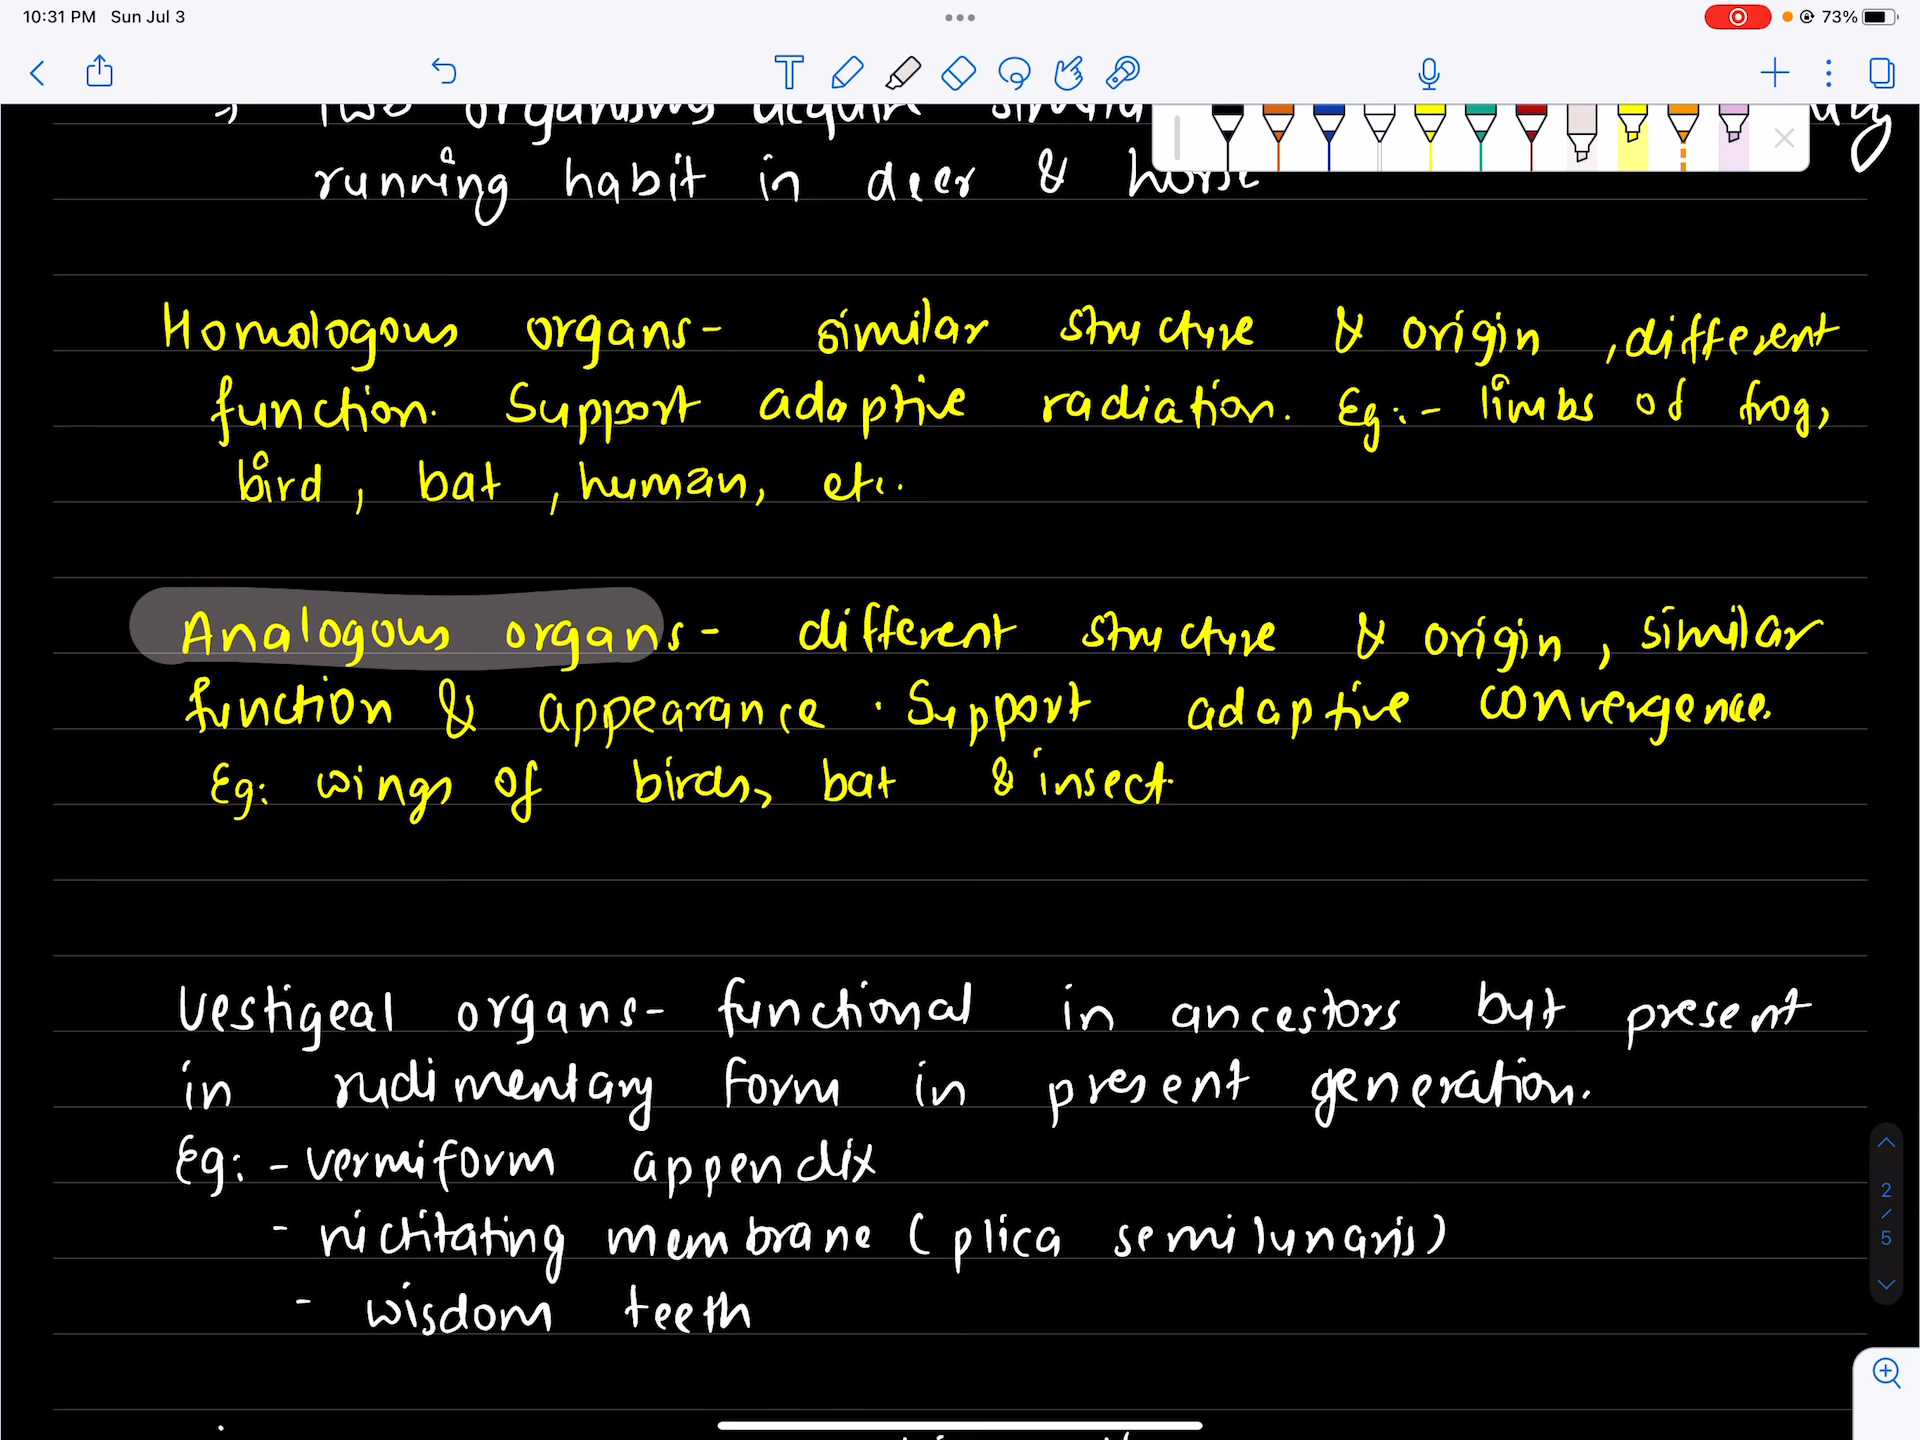 10:31 PM Sun Jul 3
73%
Two organisms acquire
running habit in deer & horse
Homologous organs- similar structure & origin, different
function. Support adaptive radiation. Eg:- limbs of frog,
bird, bat, human, etc.
Analogous organs- different structure & origin, similar
function & appearance. Support adaptive convergence.
Eg: wings of birds, bat & insect.
Vestigeal organs- functional in ancestors but present
in rudimentary form in present generation.
Eg: - vermiform appendix
- nictitating membrane (plica semilunaris)
- wisdom teeth
2
/
5